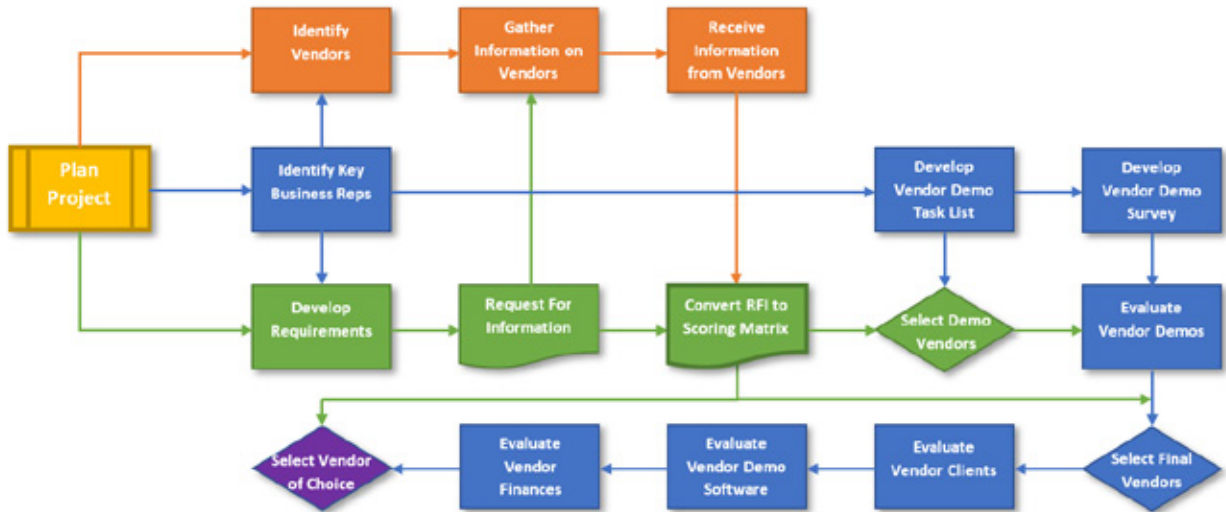 Identify
Vendors
Gather
Information on
Vendors
Receive
Information
from Vendors
Plan
Project
Identify Key
Business Reps
Develop
Vendor Demo
Task List
Develop
Vendor Demo
Survey
Develop
Requirements
Request For
Information
Convert RFI to
Scoring Matrix
Select Demo
Vendors
Evaluate
Vendor Demos
Select Vendor
of Choice
Evaluate
Vendor
Finances
Evaluate
Vendor Demo
Software
Evaluate
Vendor Clients
Select Final
Vendors